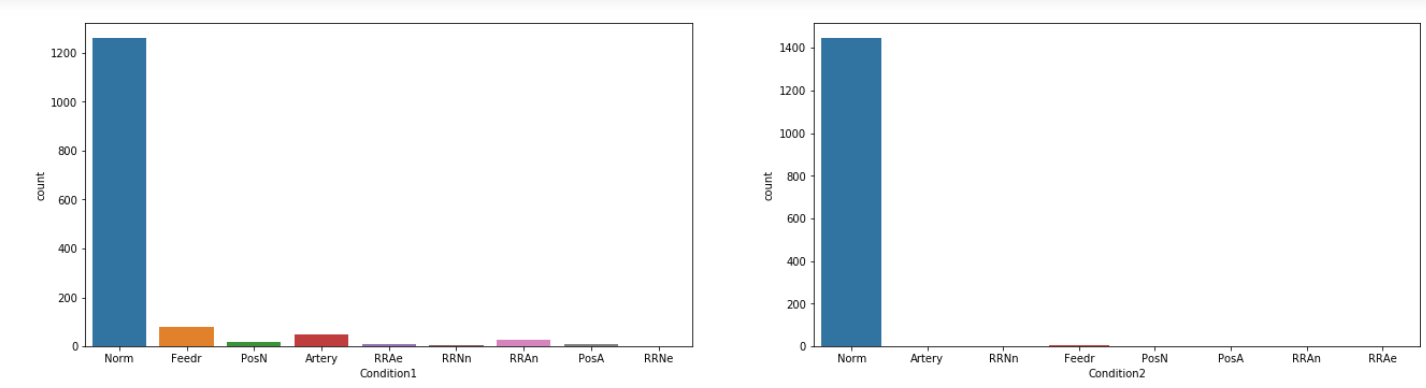 1200
1000
800
600
400
200
0
count
Norm Feedr PosN Artery RRAe RRNn RRAn PosA RRNe
Condition1
1400
1200
1000
800
600
400
200
0
count
Norm Artery RRNn Feedr PosN PosA RRAn RRAe
Condition2